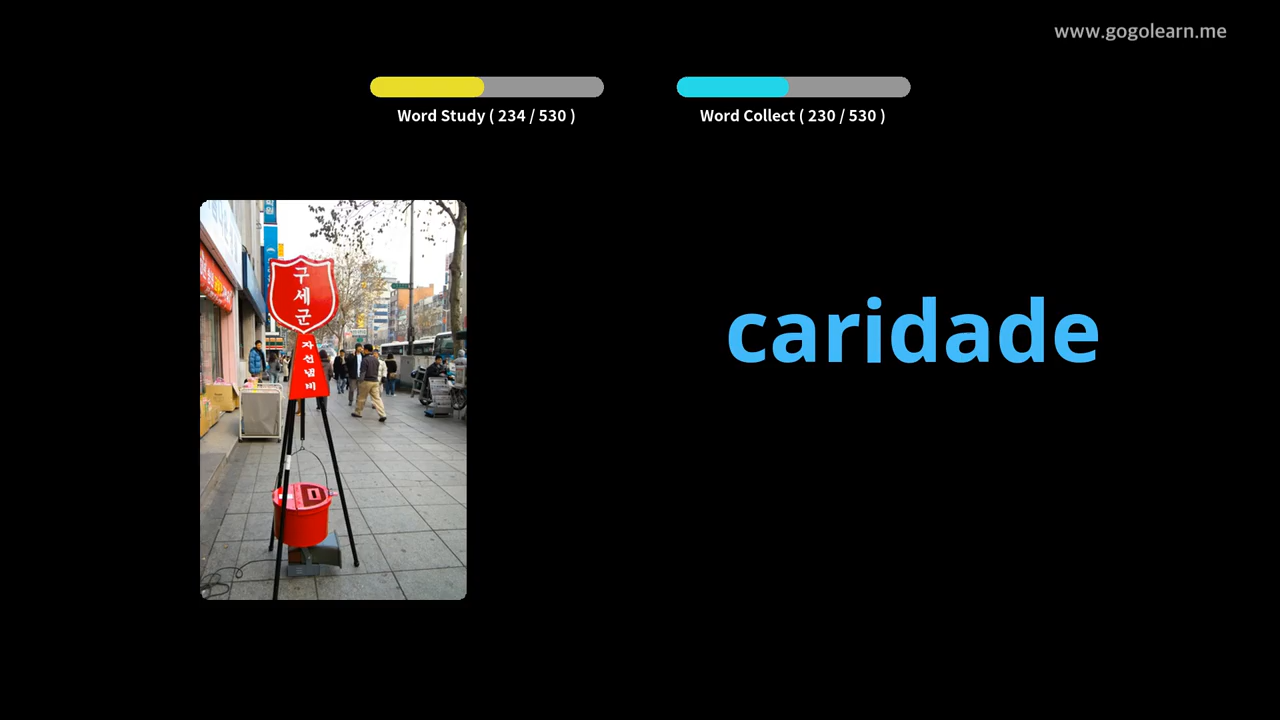 www.gogolearn.me
Word Study ( 234 / 530 )
Word Collect ( 230 / 530 )
구
세
군
자
선
냄
비
caridade